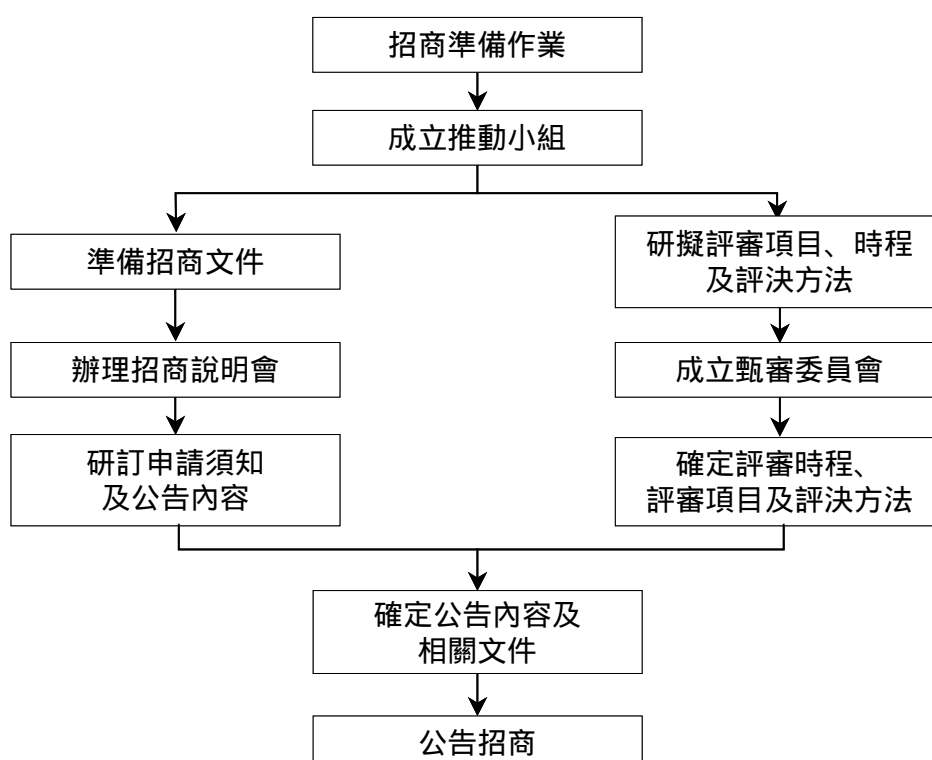 招商準備作業
成立推動小組
準備招商文件
研擬評審項目、時程
及評決方法
辦理招商說明會
成立甄審委員會
研訂申請須知
及公告內容
確定評審時程、
評審項目及評決方法
確定公告內容及
相關文件
公告招商